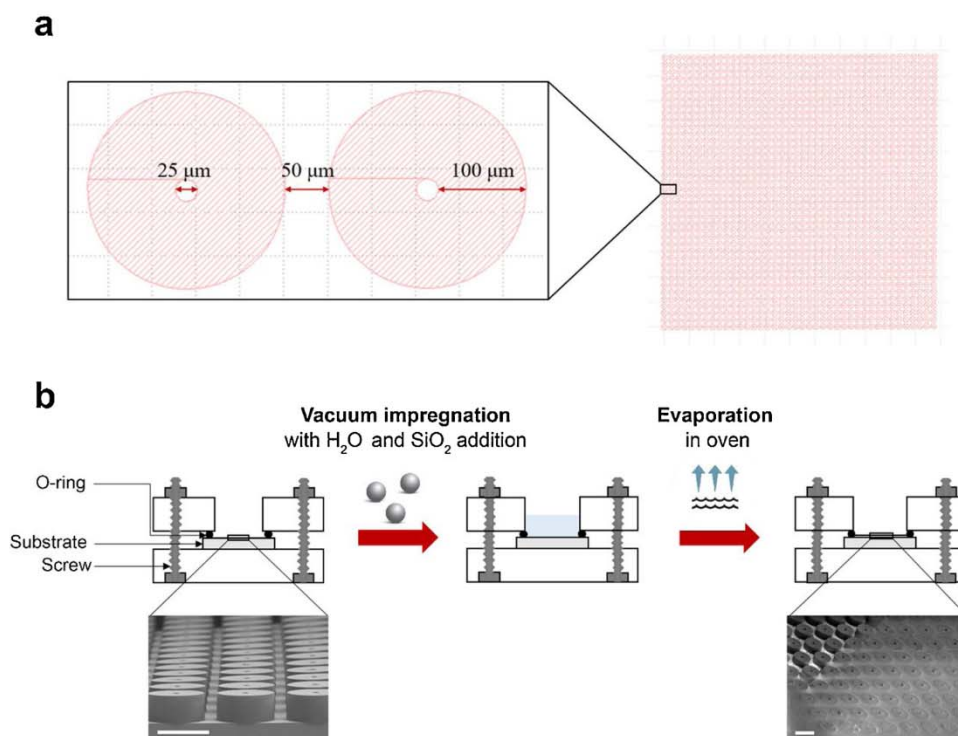 a
25 μm
50 μm
100 μm
b
Vacuum impregnation
with H₂O and SiO₂ addition
Evaporation
in oven
O-ring
Substrate
Screw